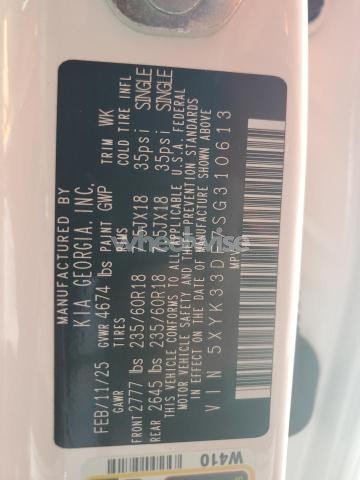 MANUFACTURED BY
KIA GEORGIA, INC.
FEB/11/25 GVWR 4674 lbs PAINT GWP TRIM WK
GAWR TIRES RIMS COLD TIRE INFL
FRONT 2777 lbs 235/60R18 7.5JX18 35psi SINGLE
REAR 2645 lbs 235/60R18 7.5JX18 35psi SINGLE
THIS VEHICLE CONFORMS TO ALL APPLICABLE U.S.A. FEDERAL
MOTOR VEHICLE SAFETY AND THEFT PREVENTION STANDARDS
IN EFFECT ON THE DATE OF MANUFACTURE SHOWN ABOVE
VIN 5XYK33DF SG310613
MPV
W410
wheelwise